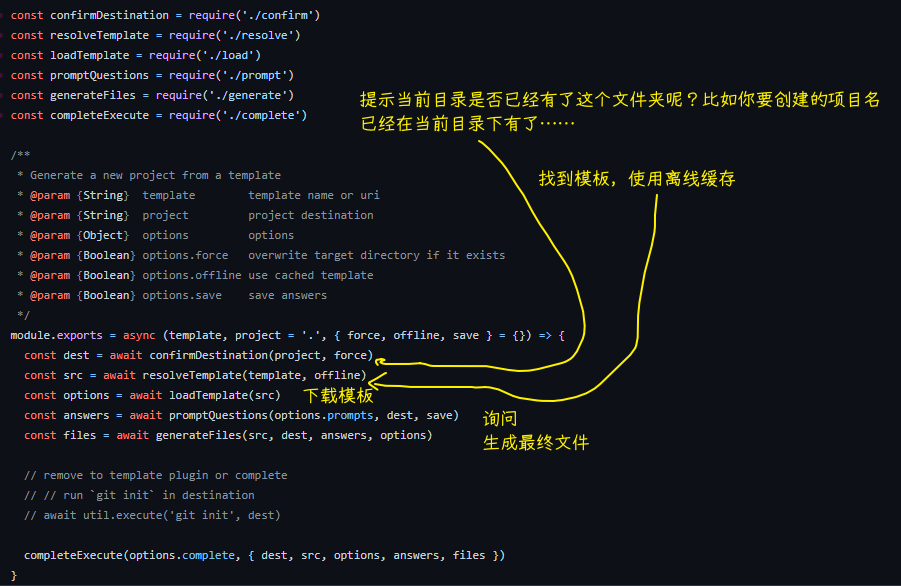 const confirmDestination = require('./confirm')
const resolveTemplate = require('./resolve')
const loadTemplate = require('./load')
const promptQuestions = require('./prompt')
const generateFiles = require('./generate')
const completeExecute = require('./complete')
提示当前目录是否已经有了这个文件夹呢？比如你要创建的项目名
已经在当前目录下有了……
/**
 * Generate a new project from a template
找到模板，使用离线缓存
 * @param {String}  template        template name or uri
 * @param {String}  project         project destination
 * @param {Object}  options         options
 * @param {Boolean} options.force   overwrite target directory if it exists
 * @param {Boolean} options.offline use cached template
 * @param {Boolean} options.save    save answers
 */
module.exports = async (template, project = '.', { force, offline, save } = {}) => {
  const dest = await confirmDestination(project, force)
  const src = await resolveTemplate(template, offline)
  const options = await loadTemplate(src)
下载模板
  const answers = await promptQuestions(options.prompts, dest, save)
询问
  const files = await generateFiles(src, dest, answers, options)
生成最终文件
  // remove to template plugin or complete
  // // run `git init` in destination
  // await util.execute('git init', dest)
  completeExecute(options.complete, { dest, src, options, answers, files })
}